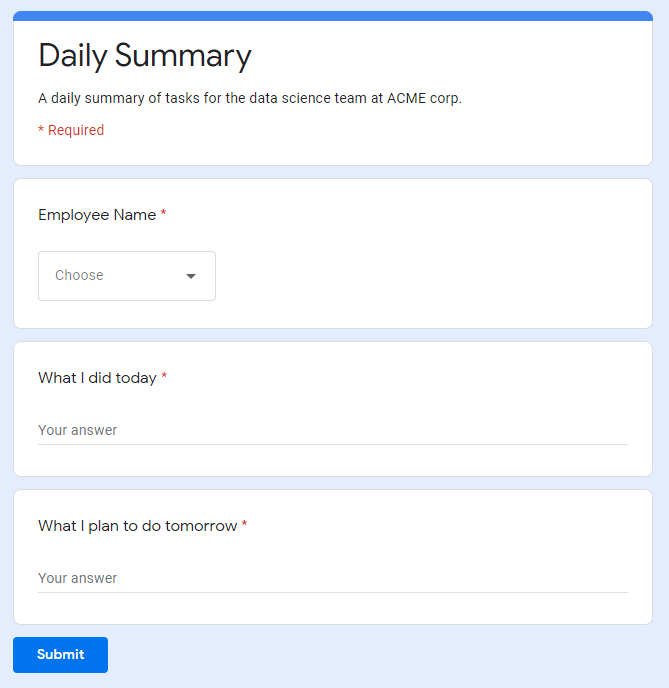 Daily Summary
A daily summary of tasks for the data science team at ACME corp.
* Required
Employee Name *
Choose
What I did today *
Your answer
What I plan to do tomorrow *
Your answer
Submit